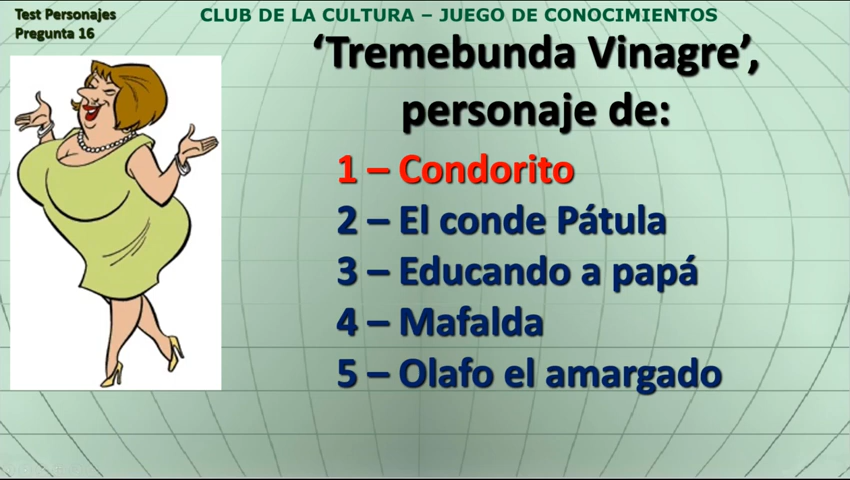 Test Personajes
Pregunta 16
CLUB DE LA CULTURA – JUEGO DE CONOCIMIENTOS
‘Tremebunda Vinagre’,
personaje de:
1 – Condorito
2 – El conde Pátula
3 – Educando a papá
4 – Mafalda
5 – Olafo el amargado